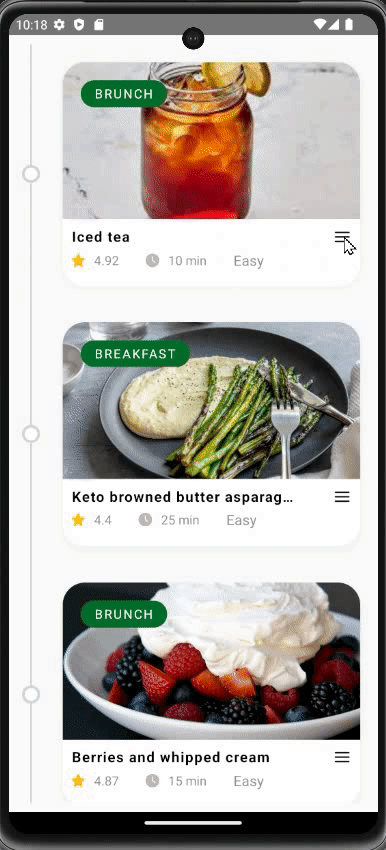 10:18
BRUNCH
Iced tea
4.92 10 min Easy
BREAKFAST
Keto browned butter asparag…
4.4 25 min Easy
BRUNCH
Berries and whipped cream
4.87 15 min Easy